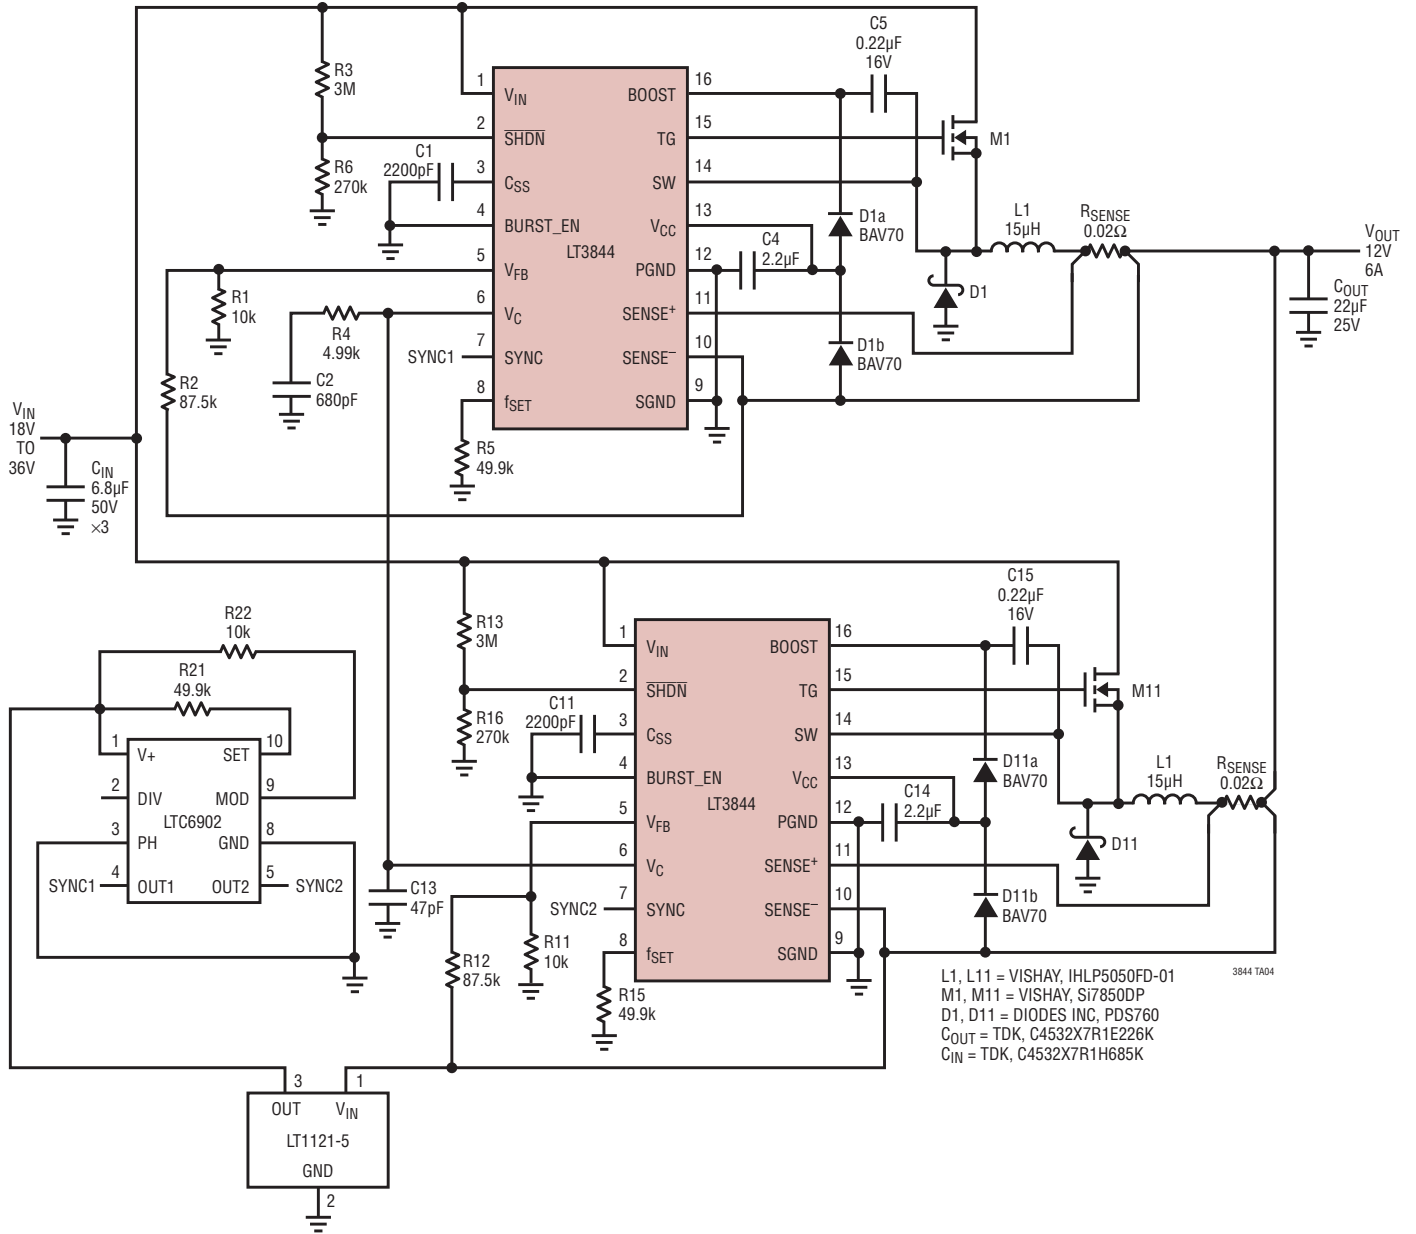 R3
3M
R6
270k
C1
2200pF
1
2
3
4
5
6
7
8
VIN
SHDN
CSS
BURST_EN
VFB
VC
SYNC
fSET
LT3844
BOOST
TG
SW
VCC
PGND
SENSE+
SENSE–
SGND
16
15
14
13
12
11
10
9
C5
0.22µF
16V
M1
D1a
BAV70
C4
2.2µF
D1b
BAV70
D1
L1
15µH
RSENSE
0.02Ω
VOUT
12V
6A
COUT
22µF
25V
R1
10k
R4
4.99k
SYNC1
C2
680pF
R2
87.5k
R5
49.9k
VIN
18V
TO
36V
CIN
6.8µF
50V
×3
R13
3M
R16
270k
C11
2200pF
1
2
3
4
5
6
7
8
VIN
SHDN
CSS
BURST_EN
VFB
VC
SYNC
fSET
LT3844
BOOST
TG
SW
VCC
PGND
SENSE+
SENSE–
SGND
16
15
14
13
12
11
10
9
C15
0.22µF
16V
M11
D11a
BAV70
C14
2.2µF
D11b
BAV70
D11
L1
15µH
RSENSE
0.02Ω
R22
10k
R21
49.9k
1
2
3
4
V+
DIV
PH
OUT1
LTC6902
SET
MOD
GND
OUT2
10
9
8
5
SYNC1
SYNC2
C13
47pF
SYNC2
R12
87.5k
R11
10k
R15
49.9k
3
1
OUT
VIN
LT1121-5
GND
2
L1, L11 = VISHAY, IHLP5050FD-01
M1, M11 = VISHAY, Si7850DP
D1, D11 = DIODES INC, PDS760
COUT = TDK, C4532X7R1E226K
CIN = TDK, C4532X7R1H685K
3844 TA04